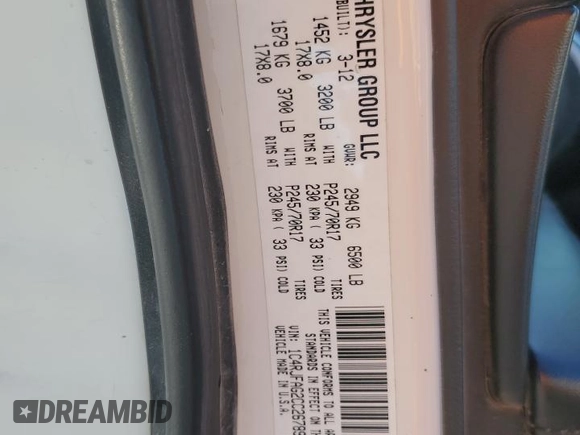 HRYSLER GROUP LLC
(BUILT): 3-12 GVWR: 2949 KG 6500 LB
1452 KG 3200 LB WITH P245/70R17 TIRES
17X8.0 RIMS AT 230 KPA ( 33 PSI) COLD
1679 KG 3700 LB WITH P245/70R17 TIRES
17X8.0 RIMS AT 230 KPA ( 33 PSI) COLD
THIS VEHICLE CONFORMS TO ALL
STANDARDS IN EFFECT ON
VIN: 1C4RJFAG2CC2679
VEHICLE MADE IN U.S.A.
DREAMBID